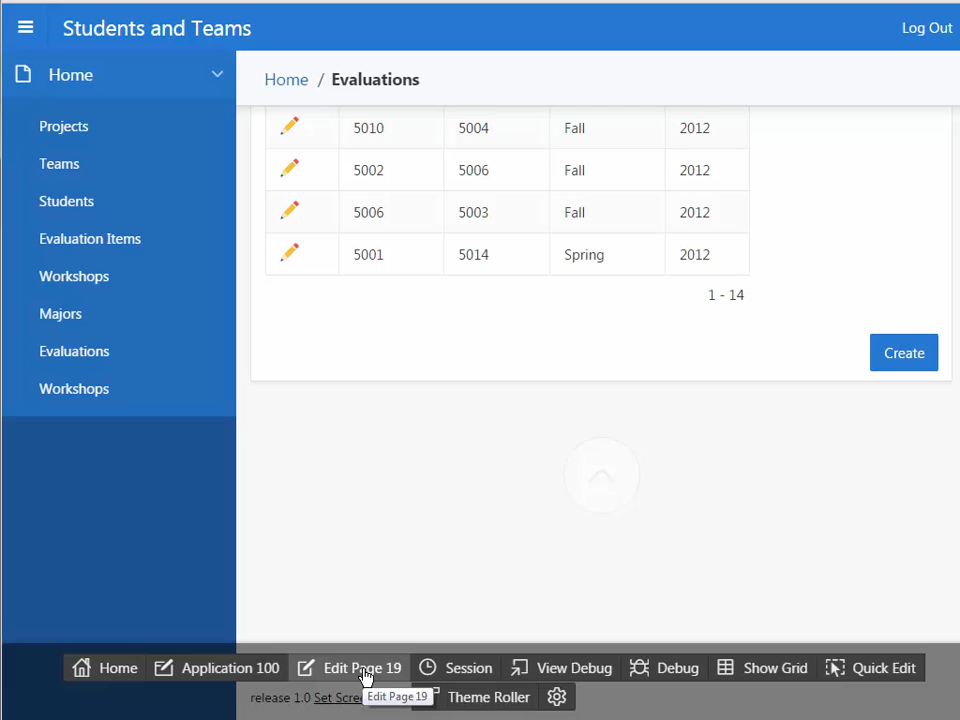 Students and Teams
Log Out
Home
Home / Evaluations
Projects
Teams
Students
Evaluation Items
Workshops
Majors
Evaluations
Workshops
5010 5004 Fall 2012
5002 5006 Fall 2012
5006 5003 Fall 2012
5001 5014 Spring 2012
1 - 14
Create
Home Application 100 Edit Page 19 Session View Debug Debug Show Grid Quick Edit
release 1.0 Set Edit Page 19 Theme Roller